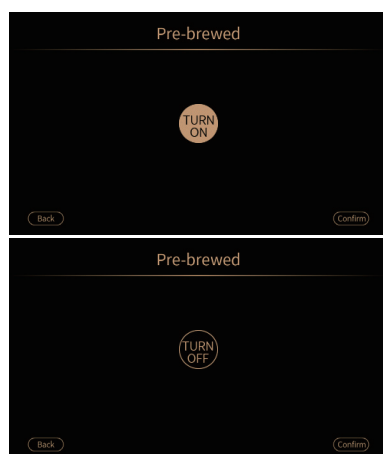 Pre-brewed
TURN
ON
Back
Confirm
Pre-brewed
TURN
OFF
Back
Confirm